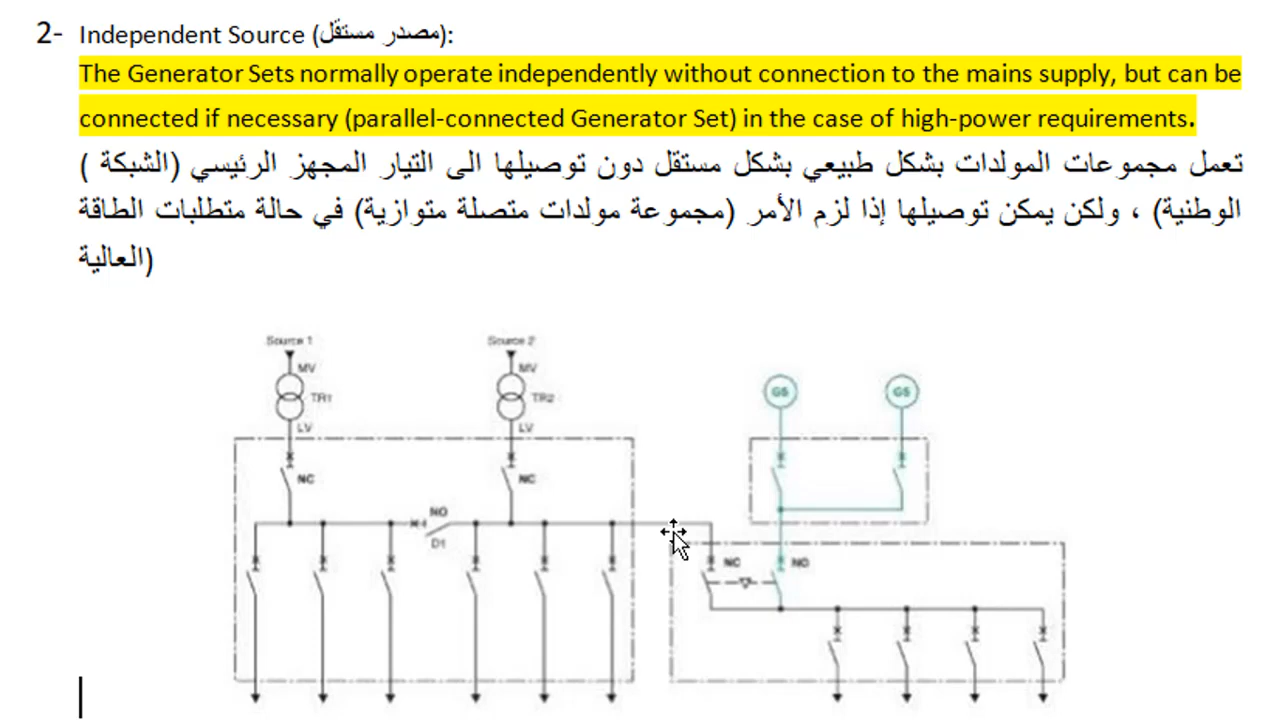 2- Independent Source (مصدر مستقل):
The Generator Sets normally operate independently without connection to the mains supply, but can be
connected if necessary (parallel-connected Generator Set) in the case of high-power requirements.
تعمل مجموعات المولدات بشكل طبيعي بشكل مستقل دون توصيلها الى التيار المجهز الرئيسي (الشبكة )
الوطنية) ، ولكن يمكن توصيلها إذا لزم الأمر (مجموعة مولدات متصلة متوازية) في حالة متطلبات الطاقة
العالية)
Source 1
Source 2
MV
MV
TR1
TR2
GS
GS
LV
LV
NC
NC
NO
D1
NC
NO